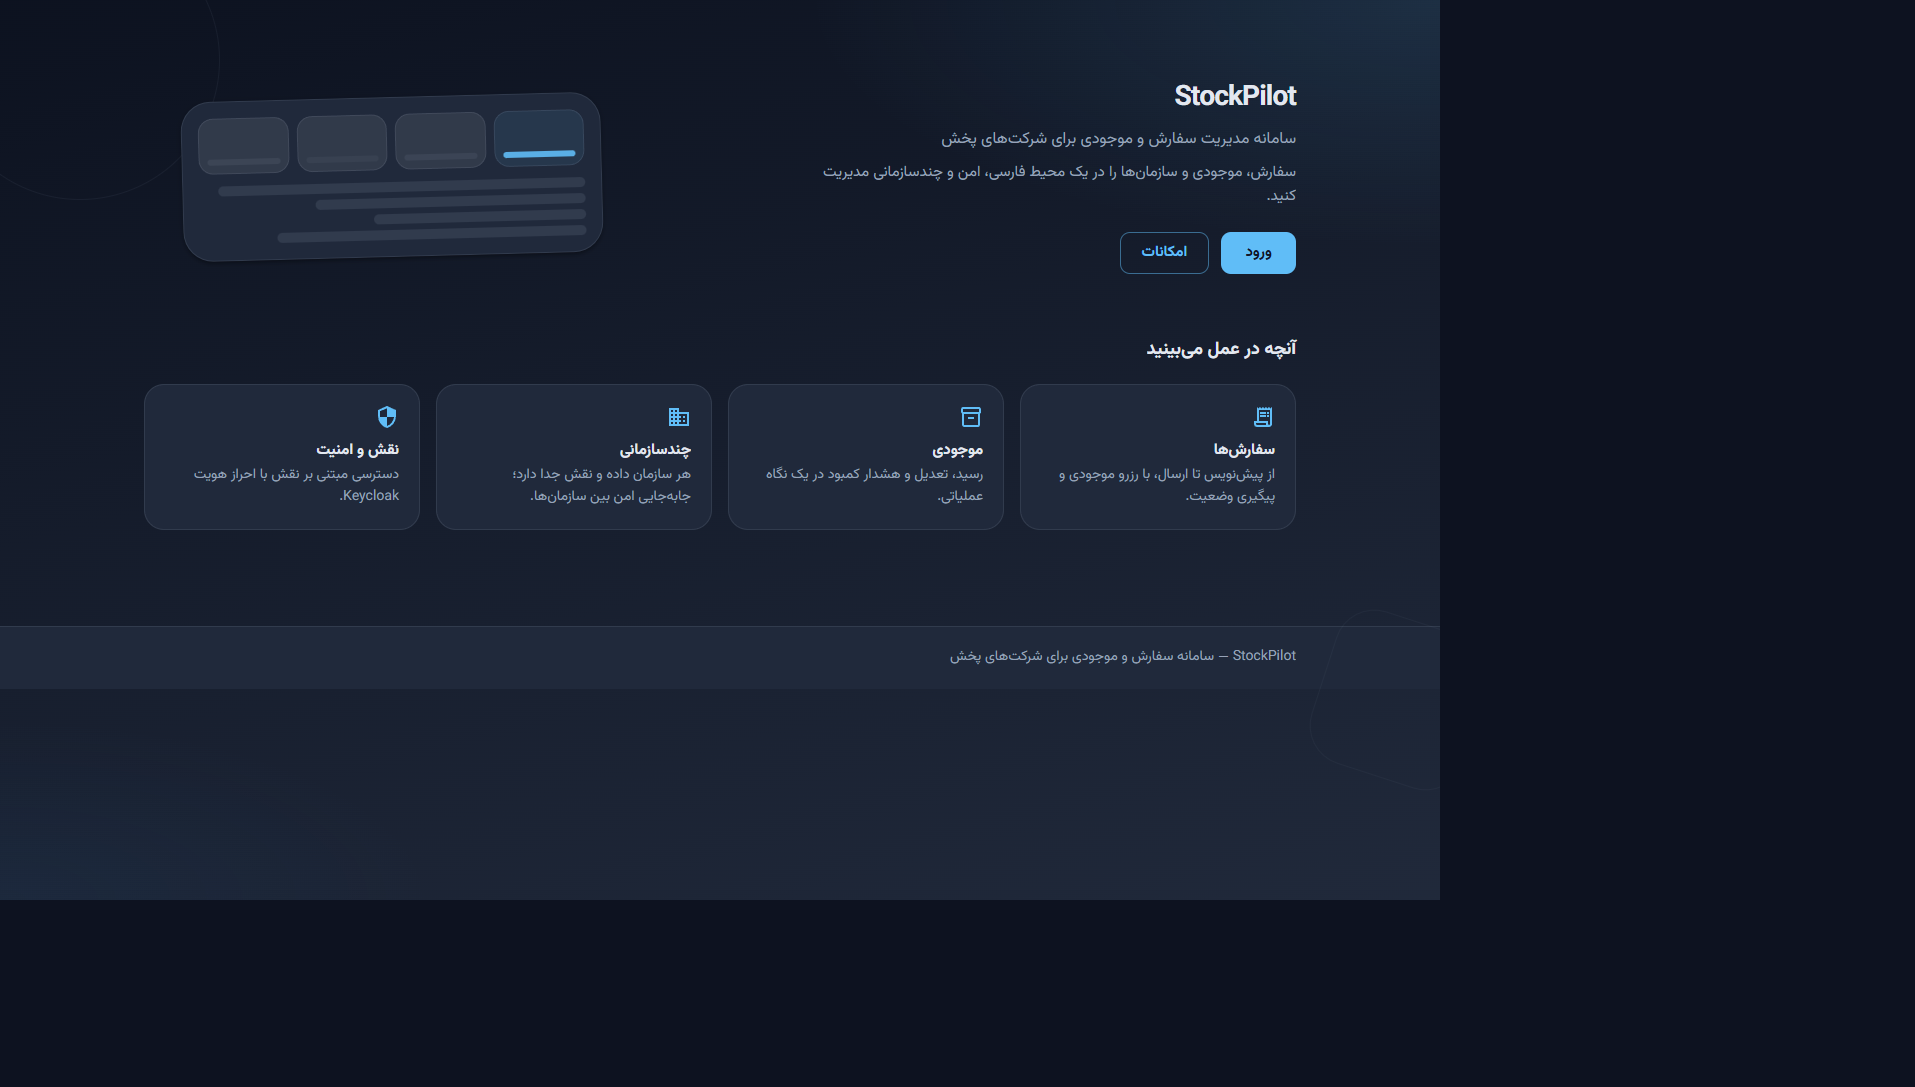 StockPilot
سامانه مدیریت سفارش و موجودی برای شرکت‌های پخش
سفارش، موجودی و سازمان‌ها را در یک محیط فارسی، امن و چندسازمانی مدیریت
کنید.
ورود
امکانات
آنچه در عمل می‌بینید
سفارش‌ها
از پیش‌نویس تا ارسال، با رزرو موجودی و
پیگیری وضعیت.
موجودی
رسید، تعدیل و هشدار کمبود در یک نگاه
عملیاتی.
چندسازمانی
هر سازمان داده و نقش جدا دارد؛
جابه‌جایی امن بین سازمان‌ها.
نقش و امنیت
دسترسی مبتنی بر نقش با احراز هویت
Keycloak.
StockPilot — سامانه سفارش و موجودی برای شرکت‌های پخش